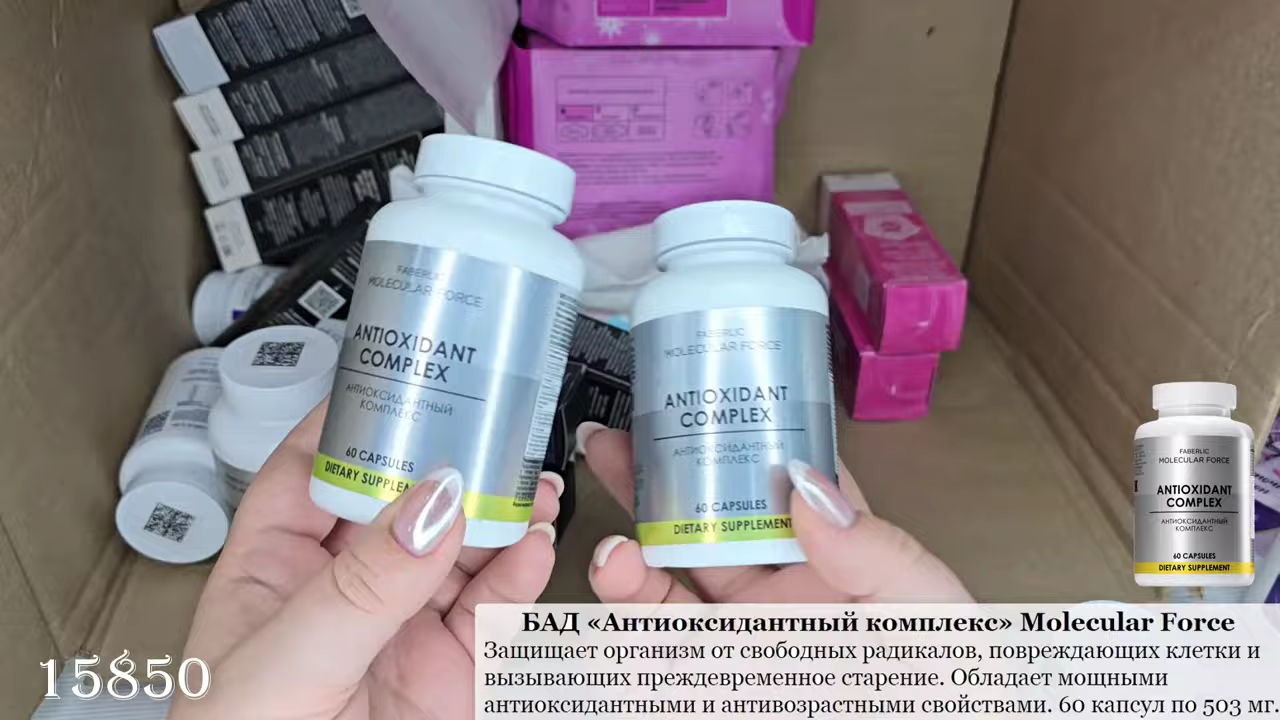 FABERLIC
MOLECULAR FORCE
ANTIOXIDANT
COMPLEX
АНТИОКСИДАНТНЫЙ
КОМПЛЕКС
60 CAPSULES
DIETARY SUPPLEM
FABERLIC
MOLECULAR FORCE
ANTIOXIDANT
COMPLEX
АНТИОКСИДАНТНЫЙ
КОМПЛЕКС
60 CAPSULES
DIETARY SUPPLEMENT
FABERLIC
MOLECULAR FORCE
ANTIOXIDANT
COMPLEX
АНТИОКСИДАНТНЫЙ
КОМПЛЕКС
60 CAPSULES
DIETARY SUPPLEMENT
БАД «Антиоксидантный комплекс» Molecular Force
Защищает организм от свободных радикалов, повреждающих клетки и
вызывающих преждевременное старение. Обладает мощными
антиоксидантными и антивозрастными свойствами. 60 капсул по 503 мг.
15850